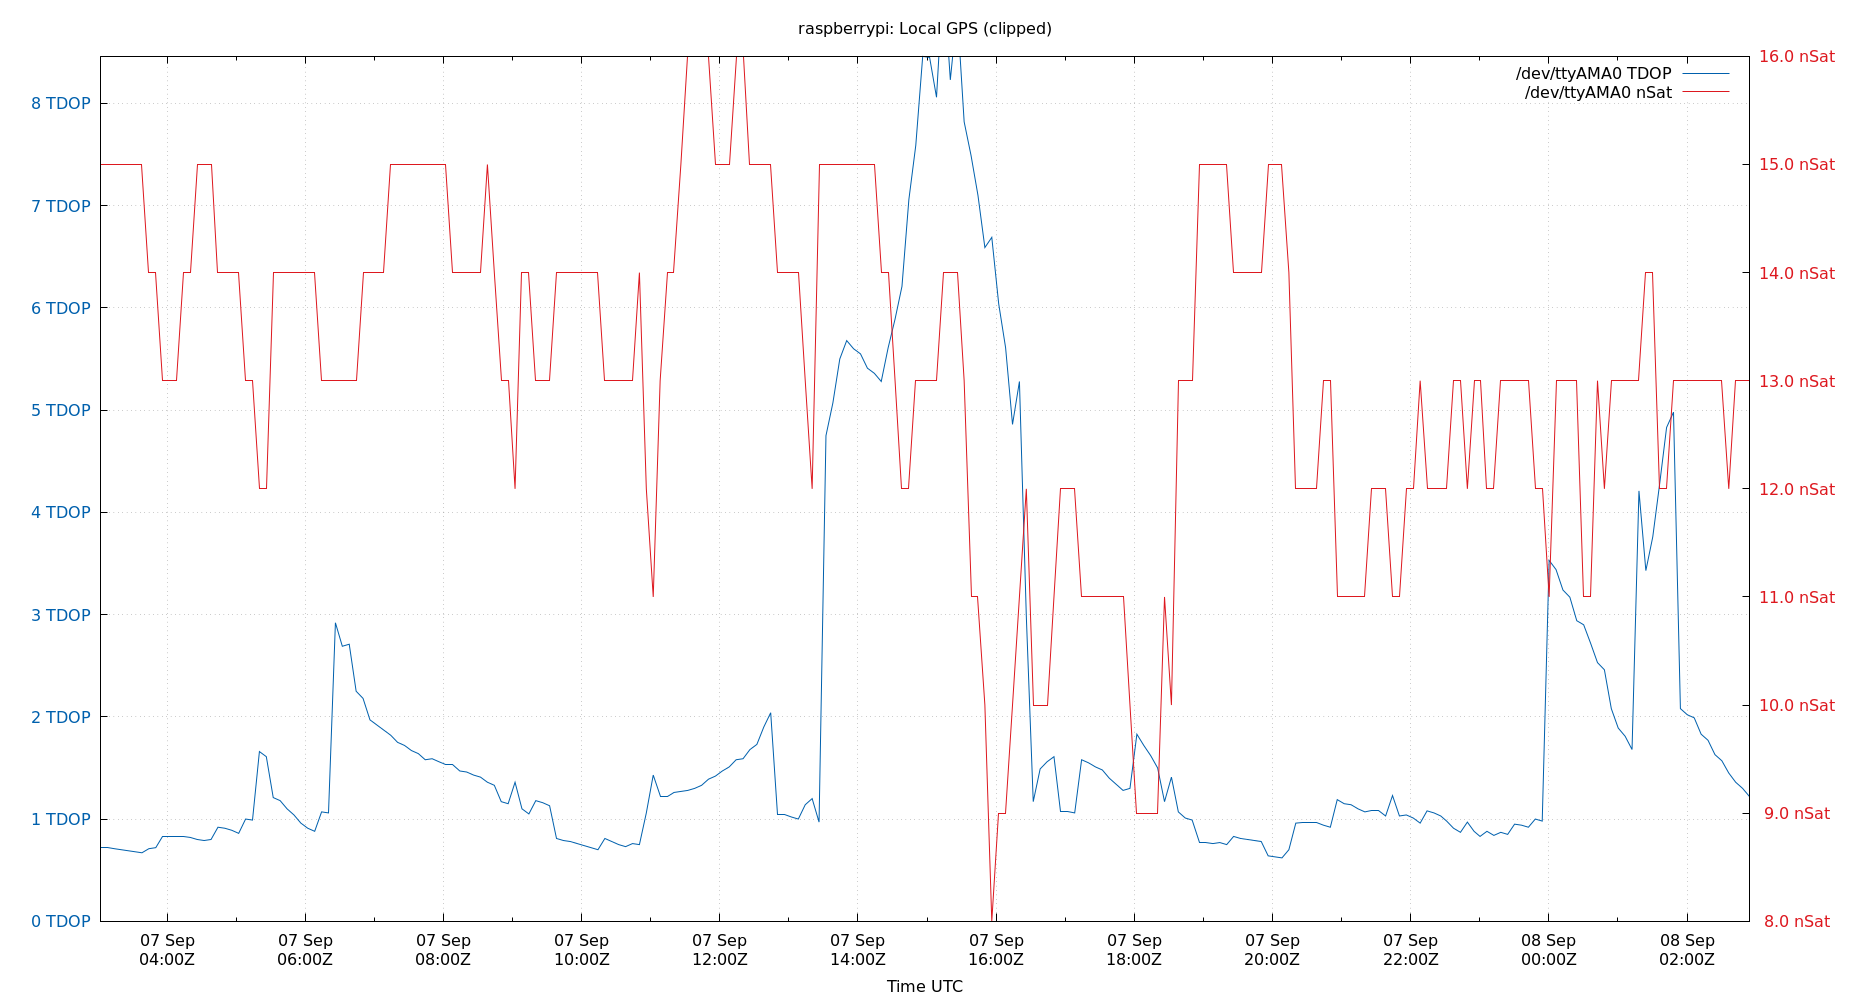 raspberrypi: Local GPS (clipped)
/dev/ttyAMA0 TDOP
/dev/ttyAMA0 nSat
8 TDOP
7 TDOP
6 TDOP
5 TDOP
4 TDOP
3 TDOP
2 TDOP
1 TDOP
0 TDOP
16.0 nSat
15.0 nSat
14.0 nSat
13.0 nSat
12.0 nSat
11.0 nSat
10.0 nSat
9.0 nSat
8.0 nSat
07 Sep 07 Sep 07 Sep 07 Sep 07 Sep 07 Sep 07 Sep 07 Sep 07 Sep 07 Sep 08 Sep 08 Sep
04:00Z 06:00Z 08:00Z 10:00Z 12:00Z 14:00Z 16:00Z 18:00Z 20:00Z 22:00Z 00:00Z 02:00Z
Time UTC